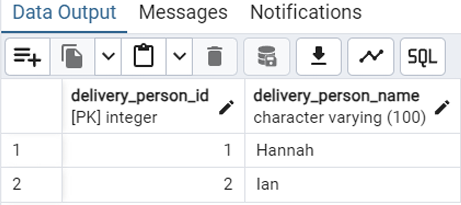 Data Output Messages Notifications
SQL
delivery_person_id delivery_person_name
[PK] integer character varying (100)
1 1 Hannah
2 2 Ian